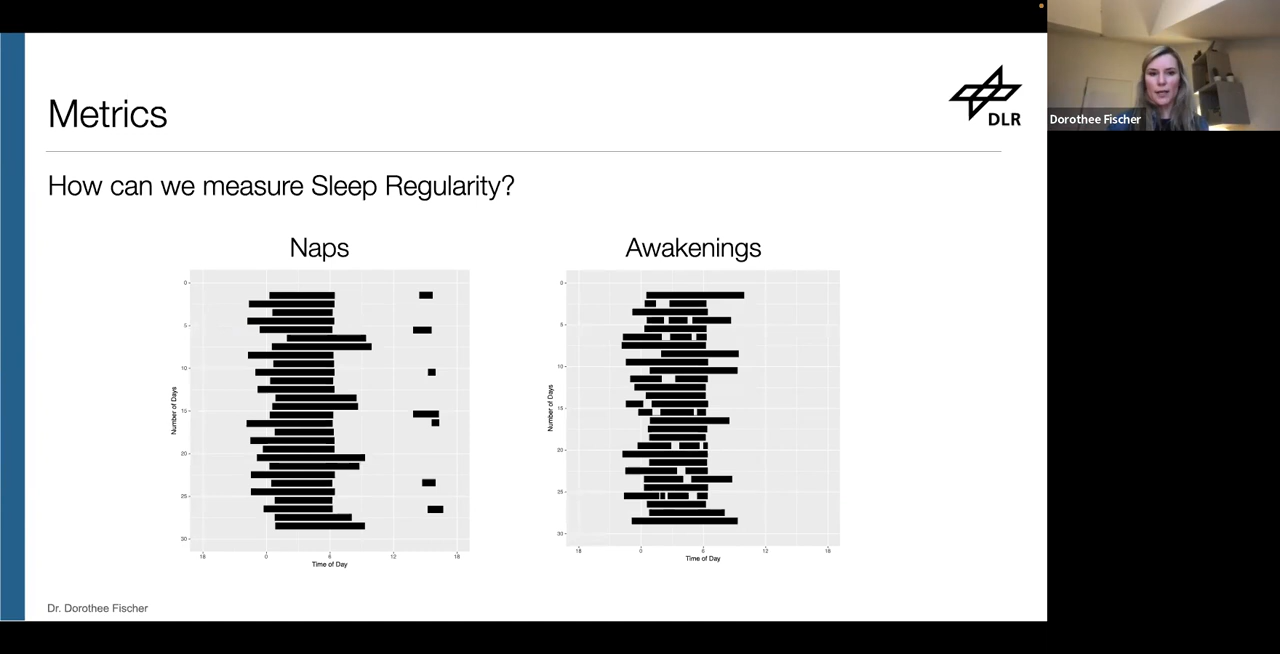 Metrics
DLR
Dorothee Fischer
How can we measure Sleep Regularity?
Naps
Awakenings
0
5
10
15
20
25
30
Number of Days
18 0 6 12 18
Time of Day
0
5
10
15
20
25
30
Number of Days
18 0 6 12 18
Time of Day
Dr. Dorothee Fischer